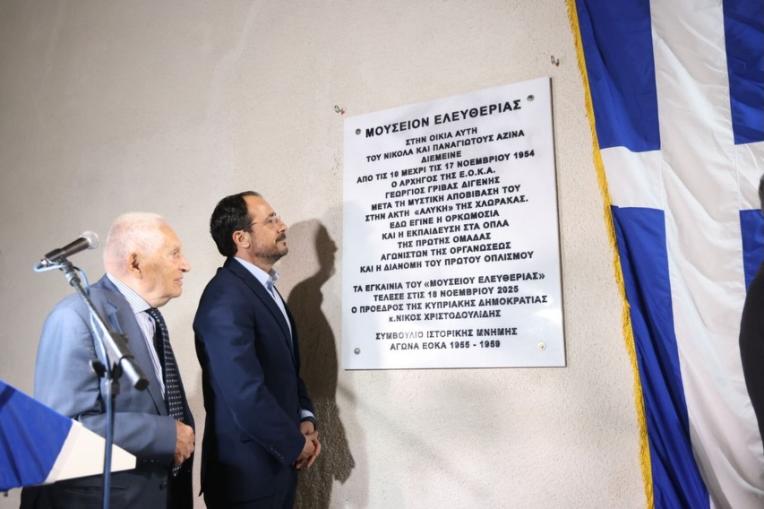 ΜΟΥΣΕΙΟΝ ΕΛΕΥΘΕΡΙΑΣ
ΣΤΗΝ ΟΙΚΙΑ ΑΥΤΗ
ΤΟΥ ΝΙΚΟΛΑ ΚΑΙ ΠΑΝΑΓΙΩΤΟΥΣ ΑΖΙΝΑ
ΔΙΕΜΕΙΝΕ
ΑΠΟ ΤΙΣ 10 ΜΕΧΡΙ ΤΙΣ 17 ΝΟΕΜΒΡΙΟΥ 1954
Ο ΑΡΧΗΓΟΣ ΤΗΣ Ε.Ο.Κ.Α.
ΓΕΩΡΓΙΟΣ ΓΡΙΒΑΣ ΔΙΓΕΝΗΣ
ΜΕΤΑ ΤΗ ΜΥΣΤΙΚΗ ΑΠΟΒΙΒΑΣΗ ΤΟΥ
ΣΤΗΝ ΑΚΤΗ «ΑΛΥΚΗ» ΤΗΣ ΧΛΩΡΑΚΑΣ.
ΕΔΩ ΕΓΙΝΕ Η ΟΡΚΩΜΟΣΙΑ
ΚΑΙ Η ΕΚΠΑΙΔΕΥΣΗ ΣΤΑ ΟΠΛΑ
ΤΗΣ ΠΡΩΤΗΣ ΟΜΑΔΑΣ
ΑΓΩΝΙΣΤΩΝ ΤΗΣ ΟΡΓΑΝΩΣΕΩΣ
ΚΑΙ Η ΔΙΑΝΟΜΗ ΤΟΥ ΠΡΩΤΟΥ ΟΠΛΙΣΜΟΥ
ΤΑ ΕΓΚΑΙΝΙΑ ΤΟΥ «ΜΟΥΣΕΙΟΥ ΕΛΕΥΘΕΡΙΑΣ»
ΤΕΛΕΣΕ ΣΤΙΣ 18 ΝΟΕΜΒΡΙΟΥ 2025
Ο ΠΡΟΕΔΡΟΣ ΤΗΣ ΚΥΠΡΙΑΚΗΣ ΔΗΜΟΚΡΑΤΙΑΣ
κ.ΝΙΚΟΣ ΧΡΙΣΤΟΔΟΥΛΙΔΗΣ
ΣΥΜΒΟΥΛΙΟ ΙΣΤΟΡΙΚΗΣ ΜΝΗΜΗΣ
ΑΓΩΝΑ ΕΟΚΑ 1955 - 1959